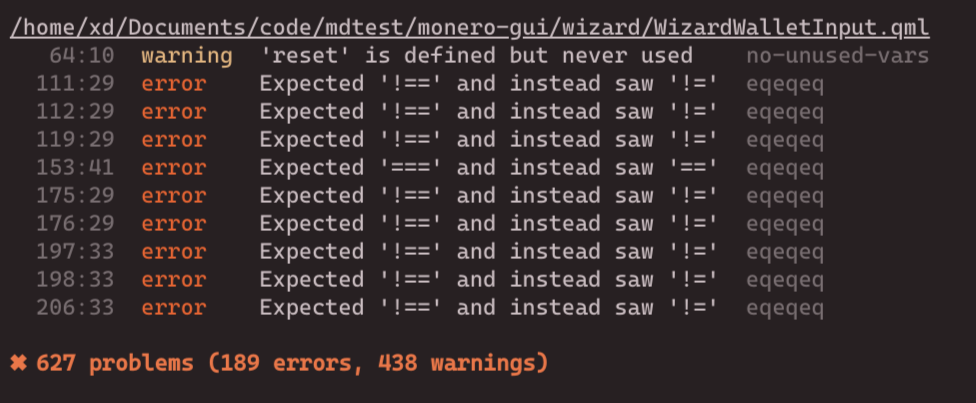 /home/xd/Documents/code/mdtest/monero-gui/wizard/WizardWalletInput.qml
64:10 warning 'reset' is defined but never used no-unused-vars
111:29 error Expected '!==' and instead saw '!=' eqeqeq
112:29 error Expected '!==' and instead saw '!=' eqeqeq
119:29 error Expected '!==' and instead saw '!=' eqeqeq
153:41 error Expected '===' and instead saw '==' eqeqeq
175:29 error Expected '!==' and instead saw '!=' eqeqeq
176:29 error Expected '!==' and instead saw '!=' eqeqeq
197:33 error Expected '!==' and instead saw '!=' eqeqeq
198:33 error Expected '!==' and instead saw '!=' eqeqeq
206:33 error Expected '!==' and instead saw '!=' eqeqeq
✖ 627 problems (189 errors, 438 warnings)